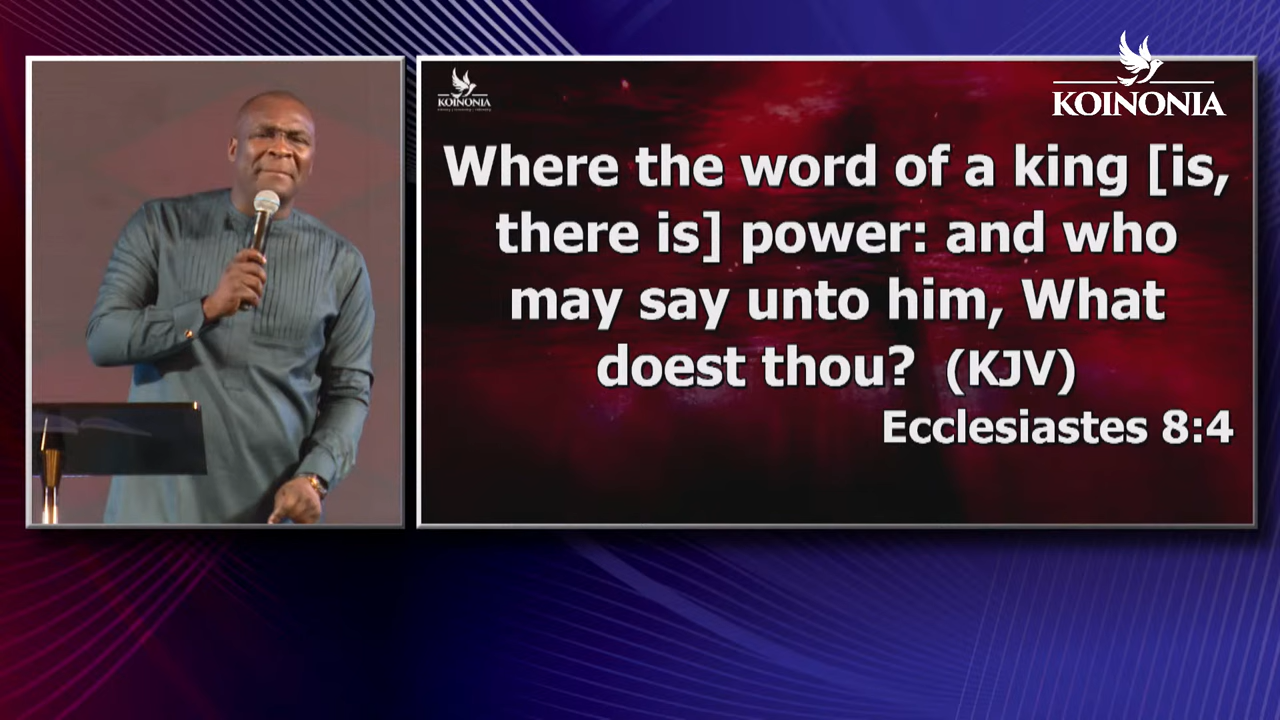 KOINONIA
KOINONIA
Where the word of a king [is,
there is] power: and who
may say unto him, What
doest thou? (KJV)
Ecclesiastes 8:4